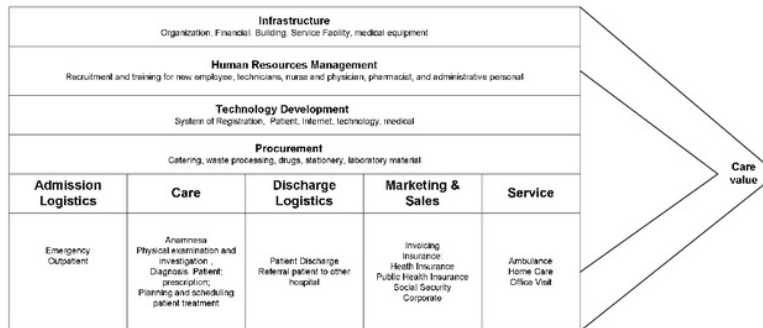 Infrastructure
Organization, Financial, Building, Service Facility, medical equipment
Human Resources Management
Recruitment and training for new employee, technicians, nurse and physician, pharmacist, and administrative personal
Technology Development
System of Registration, Patient, Internet, technology, medical
Procurement
Catering, waste processing, drugs, stationery, laboratory material
Care
value
Admission
Logistics
Care
Discharge
Logistics
Marketing &
Sales
Service
Emergency
Outpatient
Anamnesa
Physical examination and
investigation ,
Diagnosis Patient;
prescription;
Planning and scheduling
patient treatment
Patient Discharge
Referral patient to other
hospital
Invoicing
Insurance:
Heath Insurance
Public Health Insurance
Social Security
Corporate
Ambulance
Home Care
Office Visit